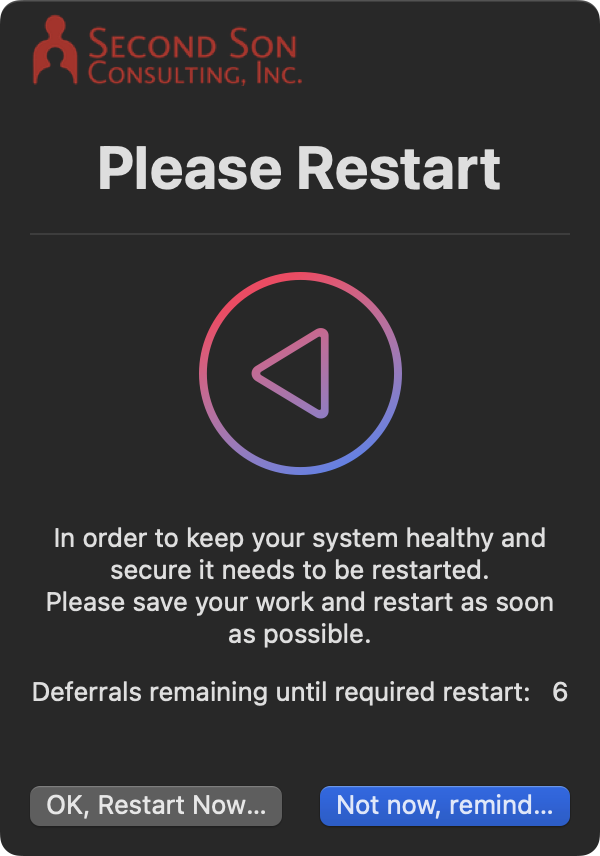 SECOND SON
CONSULTING, INC.
Please Restart
In order to keep your system healthy and
secure it needs to be restarted.
Please save your work and restart as soon
as possible.
Deferrals remaining until required restart: 6
OK, Restart Now...
Not now, remind...